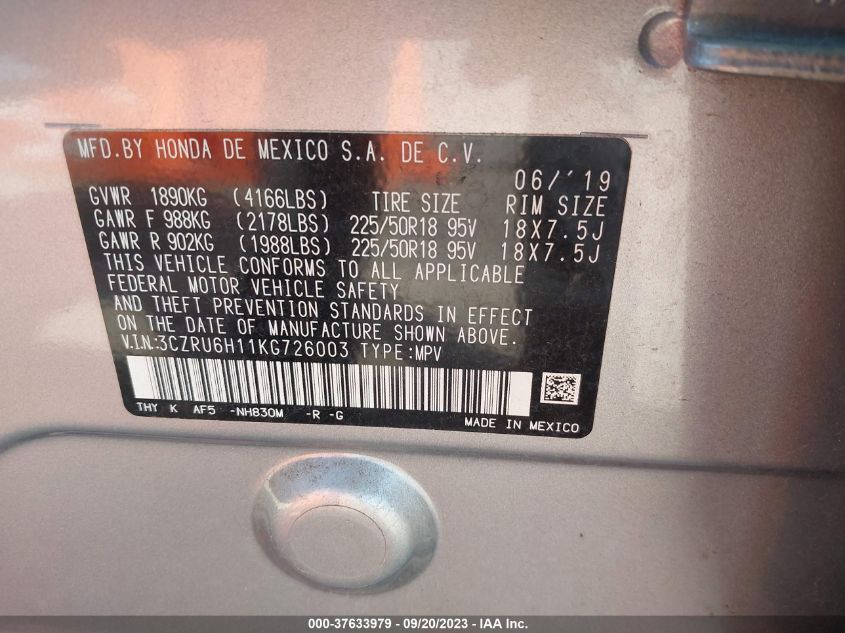 MFD.BY HONDA DE MEXICO S.A. DE C.V.
06/'19
GVWR 1890KG (4166LBS) TIRE SIZE RIM SIZE
GAWR F 988KG (2178LBS) 225/50R18 95V 18X7.5J
GAWR R 902KG (1988LBS) 225/50R18 95V 18X7.5J
THIS VEHICLE CONFORMS TO ALL APPLICABLE
FEDERAL MOTOR VEHICLE SAFETY
AND THEFT PREVENTION STANDARDS IN EFFECT
ON THE DATE OF MANUFACTURE SHOWN ABOVE.
V.I.N.:3CZRU6H11KG726003 TYPE:MPV
THY K AF5 -NH830M -R -G
MADE IN MEXICO
000-37633979 - 09/20/2023 - IAA Inc.